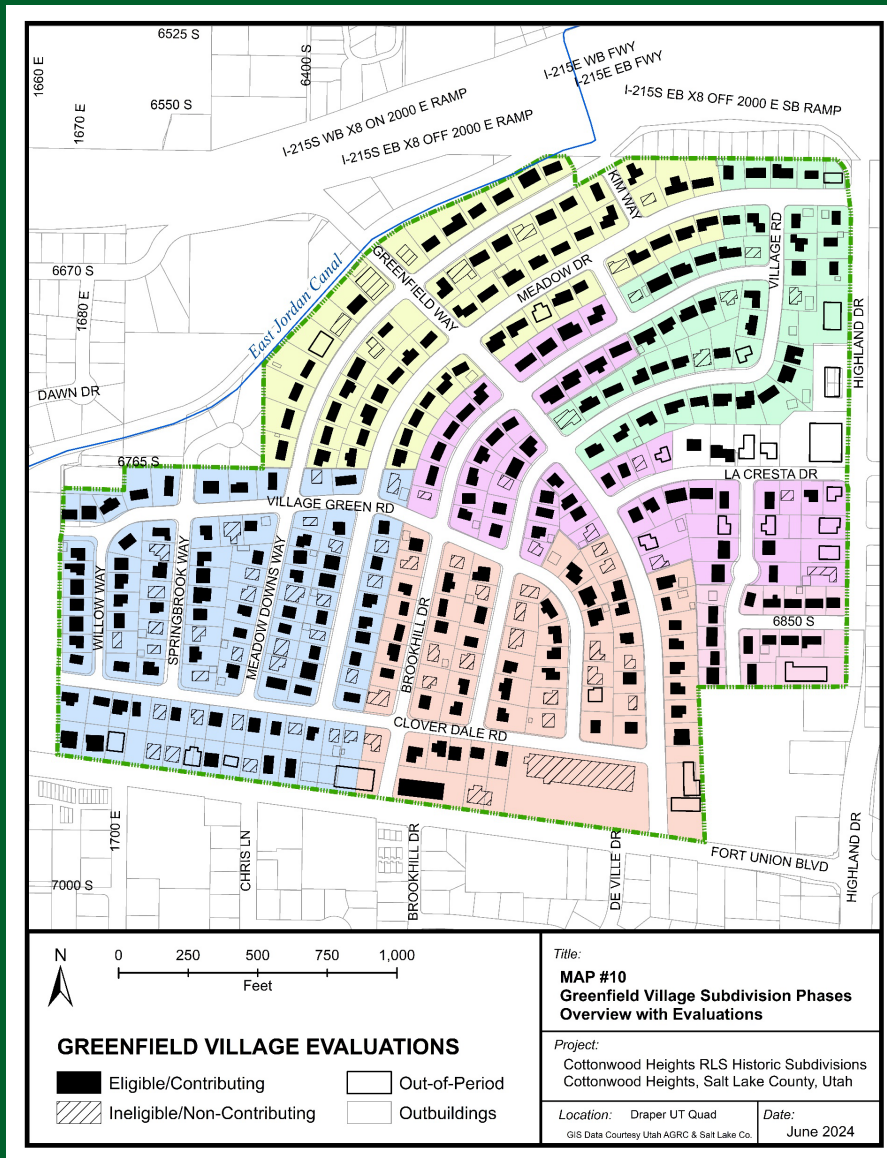 6525 S
1660 E
6400 S
I-215E WB FWY
I-215E EB FWY
6550 S
1670 E
I-215S WB X8 ON 2000 E RAMP
I-215S EB X8 OFF 2000 E SB RAMP
I-215S EB X8 OFF 2000 E RAMP
KIM WAY
VILLAGE RD
GREENFIELD WAY
MEADOW DR
6670 S
1680 E
East Jordan Canal
HIGHLAND DR
DAWN DR
6765 S
LA CRESTA DR
VILLAGE GREEN RD
WILLOW WAY
SPRINGBROOK WAY
MEADOW DOWNS WAY
BROOKHILL DR
6850 S
CLOVER DALE RD
1700 E
CHRIS LN
BROOKHILL DR
DE VILLE DR
FORT UNION BLVD
HIGHLAND DR
7000 S
N
0 250 500 750 1,000
Feet
GREENFIELD VILLAGE EVALUATIONS
Eligible/Contributing
Out-of-Period
Ineligible/Non-Contributing
Outbuildings
Title:
MAP #10
Greenfield Village Subdivision Phases
Overview with Evaluations
Project:
Cottonwood Heights RLS Historic Subdivisions
Cottonwood Heights, Salt Lake County, Utah
Location: Draper UT Quad
GIS Data Courtesy Utah AGRC & Salt Lake Co.
Date:
June 2024